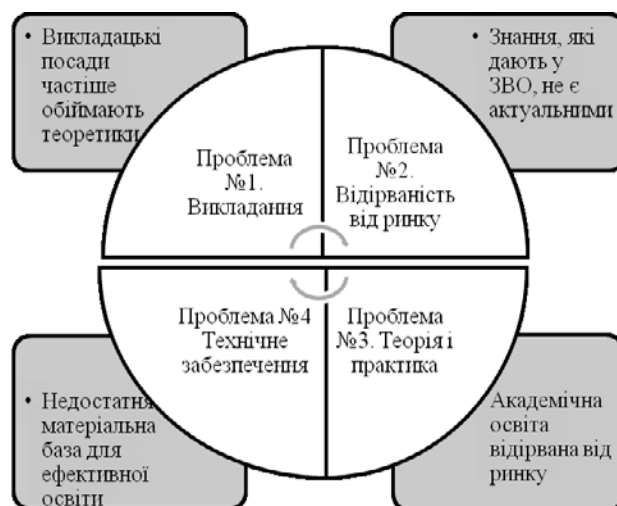 • Викладацькі
посади
частіше
обіймають
теоретики
• Знання, які
дають у
ЗВО, не є
актуальними
Проблема
№1.
Викладання
Проблема
№2.
Відірваність
від ринку
Проблема №4
Технічне
забезпечення
Проблема
№3. Теорія і
практика
• Недостатня
матеріальна
база для
ефективної
освіти
Академічна
освіта
відірвана від
ринку